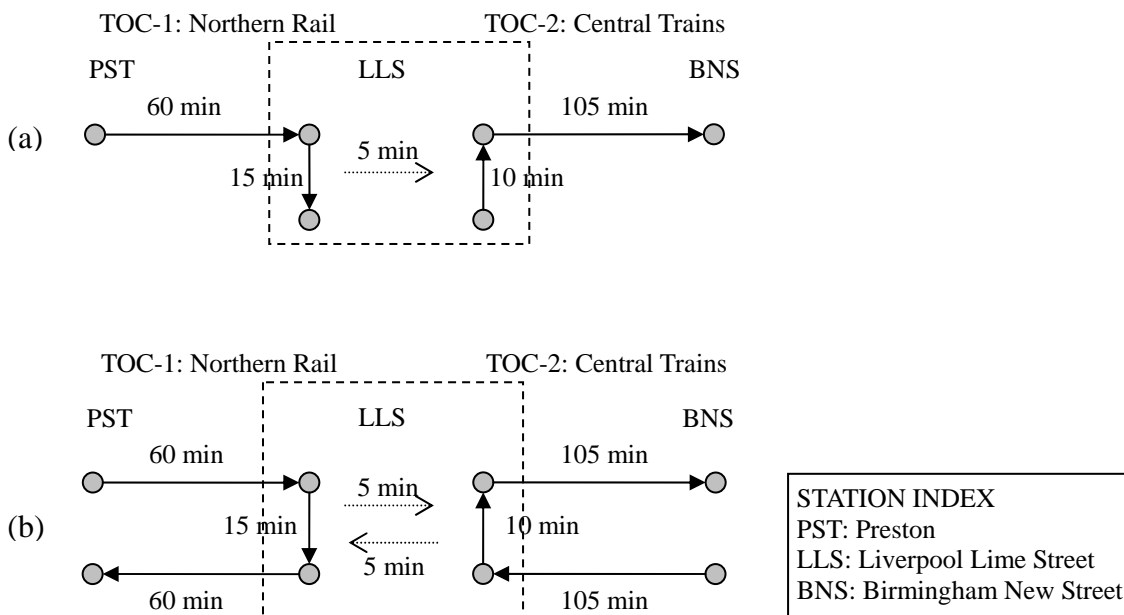 TOC-1: Northern Rail TOC-2: Central Trains
PST LLS BNS
60 min 105 min
(a)
5 min
15 min 10 min
TOC-1: Northern Rail TOC-2: Central Trains
PST LLS BNS
60 min 105 min
5 min
(b) 15 min 10 min
5 min
60 min 105 min
STATION INDEX
PST: Preston
LLS: Liverpool Lime Street
BNS: Birmingham New Street